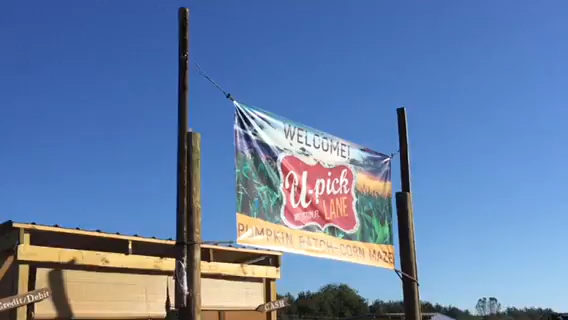 WELCOME!
U-pick
LANE
PUMPKIN PATCH-CORN MAZE
Credit/Debit
CASH